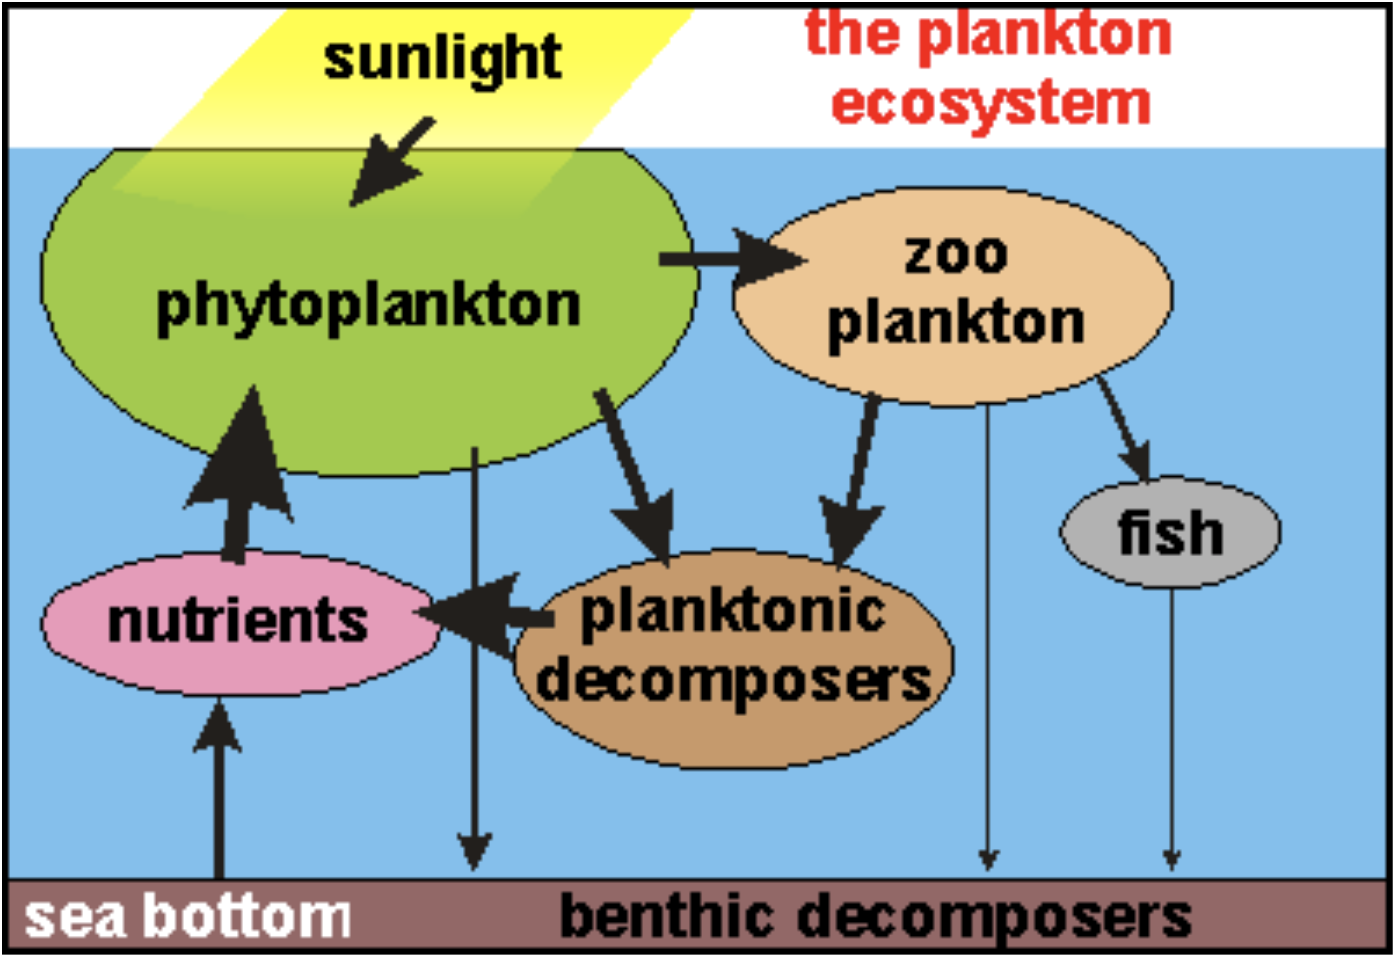 sunlight
the plankton
ecosystem
phytoplankton
zoo
plankton
fish
nutrients
planktonic
decomposers
sea bottom
benthic decomposers